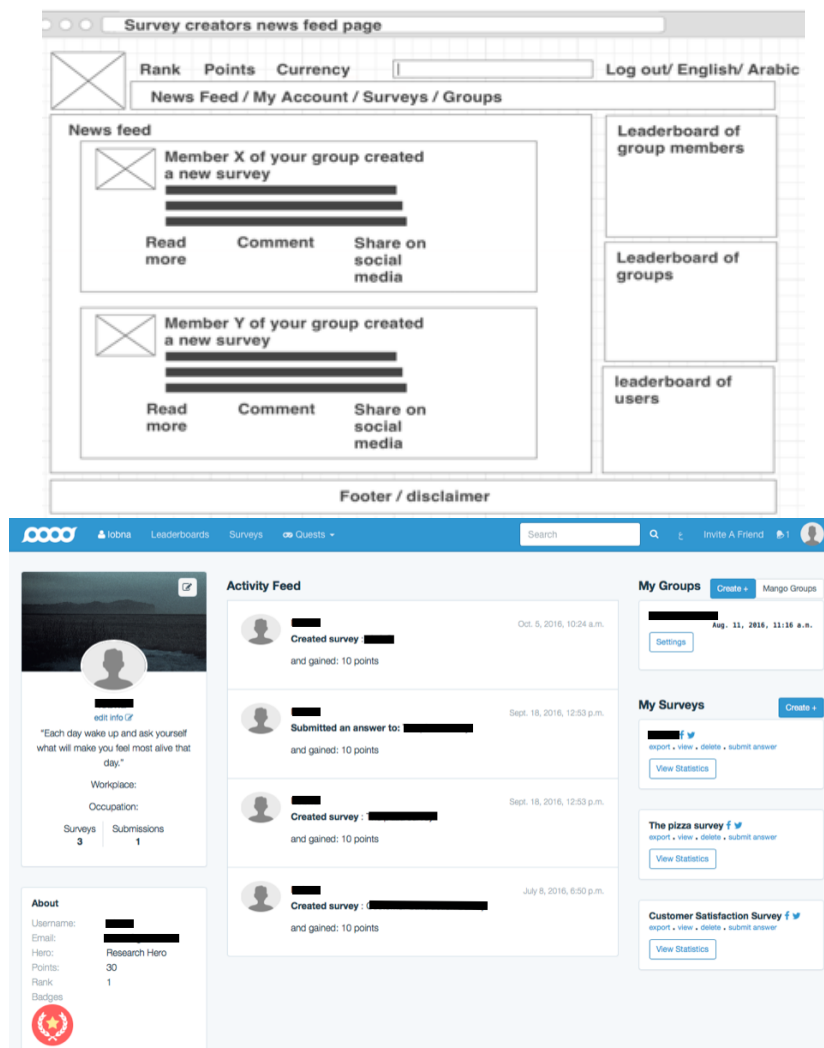 Survey creators news feed page
Rank Points Currency Log out/ English/ Arabic
News Feed / My Account / Surveys / Groups
News feed
Member X of your group created
a new survey
Read
more
Comment
Share on
social
media
Member Y of your group created
a new survey
Read
more
Comment
Share on
social
media
Leaderboard of
group members
Leaderboard of
groups
leaderboard of
users
Footer / disclaimer
lobna Leaderboards Surveys Quests Search ع Invite A Friend 1
edit info
"Each day wake up and ask yourself
what will make you feel most alive that
day."
Workplace:
Occupation:
Surveys Submissions
3 1
About
Username:
Email:
Hero: Research Hero
Points: 30
Rank 1
Badges
Activity Feed
Oct. 5, 2016, 10:24 a.m.
Created survey :
and gained: 10 points
Sept. 18, 2016, 12:53 p.m.
Submitted an answer to:
and gained: 10 points
Sept. 18, 2016, 12:53 p.m.
Created survey :
and gained: 10 points
July 8, 2016, 6:50 p.m.
Created survey :
and gained: 10 points
My Groups Create + Mango Groups
Aug. 11, 2016, 11:16 a.m.
Settings
My Surveys Create +
export . view . delete . submit answer
View Statistics
The pizza survey
export . view . delete . submit answer
View Statistics
Customer Satisfaction Survey
export . view . delete . submit answer
View Statistics